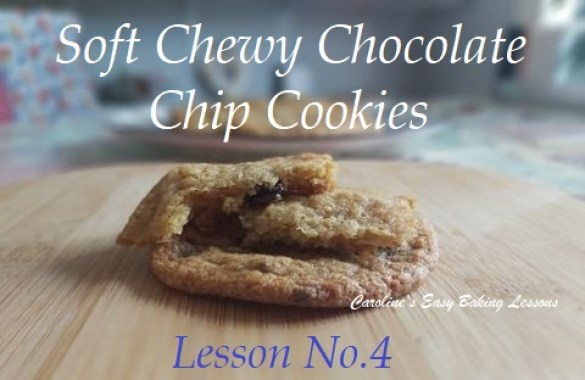 Soft Chewy Chocolate
Chip Cookies
Caroline's Easy Baking Lessons
Lesson No.4